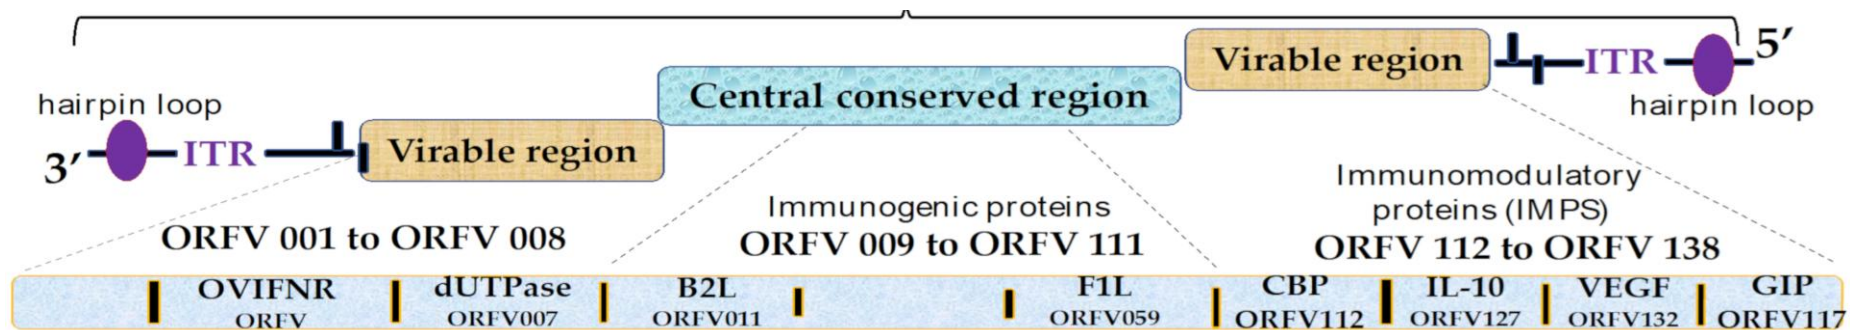 5′
Virable region
ITR
hairpin loop
Central conserved region
hairpin loop
3′
ITR
Virable region
ORFV 001 to ORFV 008
Immunogenic proteins
ORFV 009 to ORFV 111
Immunomodulatory
proteins (IMPS)
ORFV 112 to ORFV 138
OVIFNR
ORFV
dUTPase
ORFV007
B2L
ORFV011
F1L
ORFV059
CBP
ORFV112
IL-10
ORFV127
VEGF
ORFV132
GIP
ORFV117